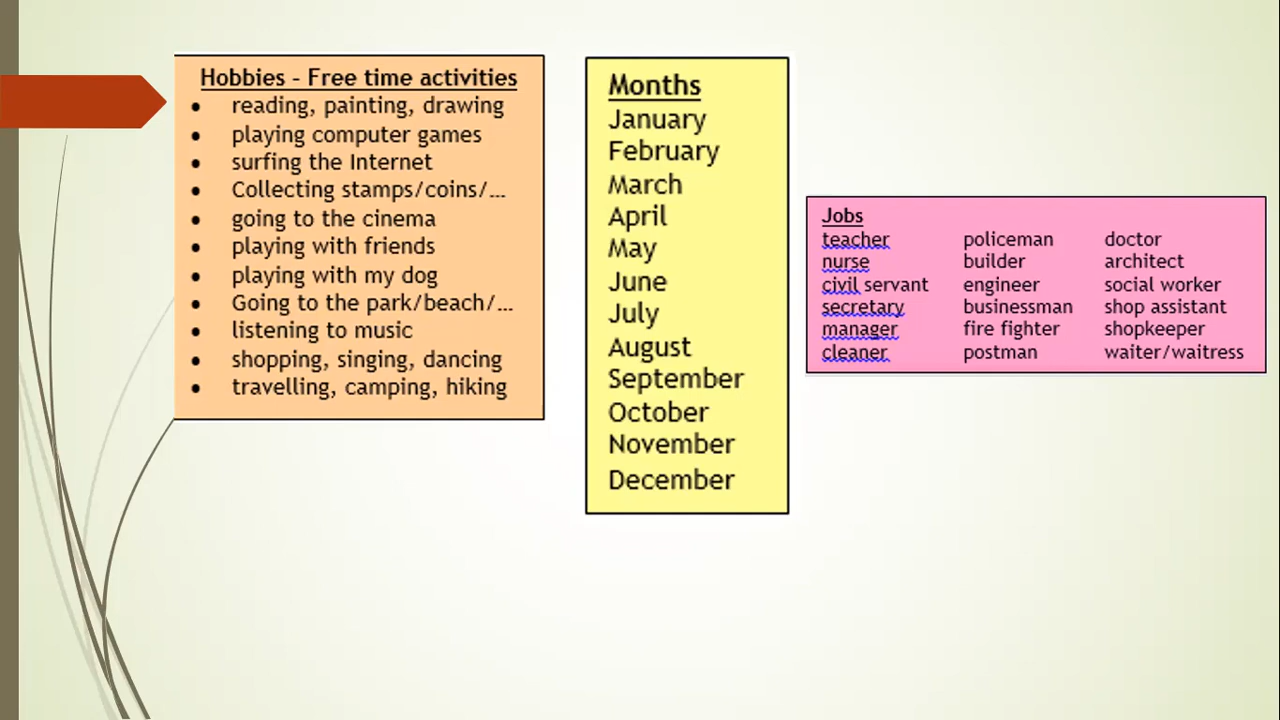 Hobbies - Free time activities
• reading, painting, drawing
• playing computer games
• surfing the Internet
• Collecting stamps/coins/...
• going to the cinema
• playing with friends
• playing with my dog
• Going to the park/beach/...
• listening to music
• shopping, singing, dancing
• travelling, camping, hiking
Months
January
February
March
April
May
June
July
August
September
October
November
December
Jobs
teacher policeman doctor
nurse builder architect
civil servant engineer social worker
secretary businessman shop assistant
manager fire fighter shopkeeper
cleaner postman waiter/waitress